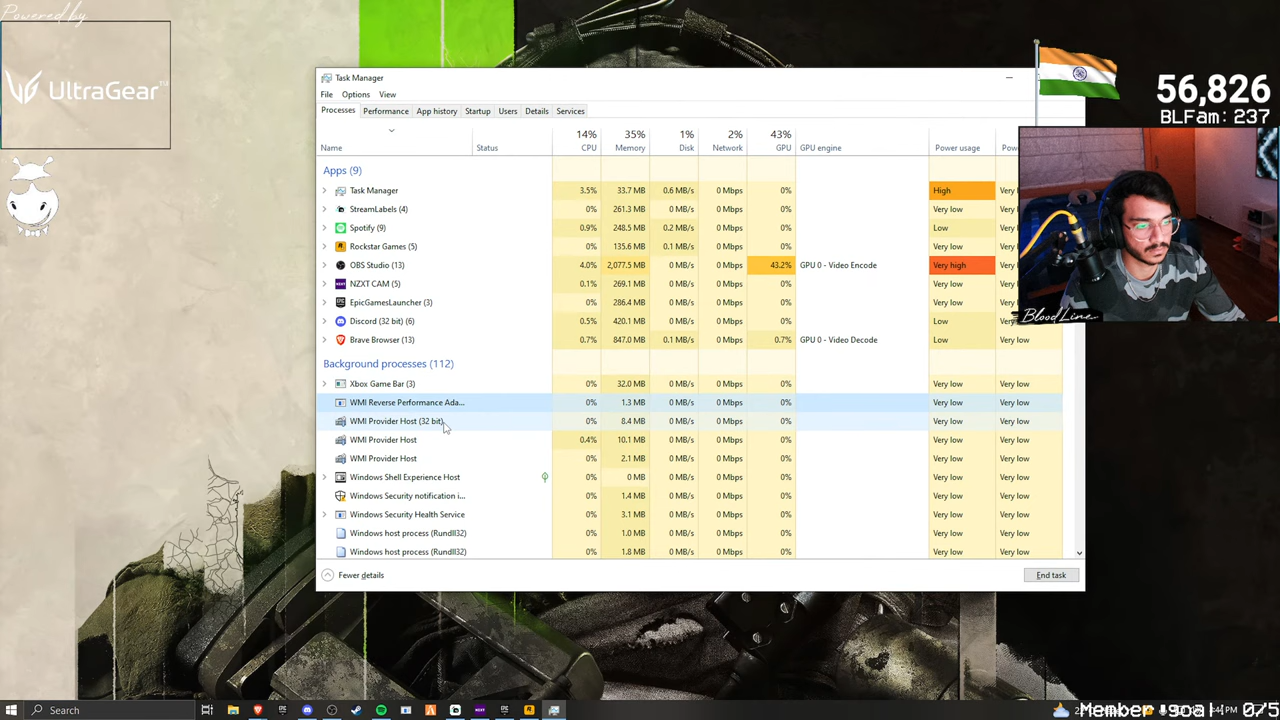 Powered by
UltraGear™
56,826
BLFam: 237
BloodLine
Task Manager
File Options View
Processes Performance App history Startup Users Details Services
14% 35% 1% 2% 43%
Name Status CPU Memory Disk Network GPU GPU engine Power usage Pow
Apps (9)
Task Manager 3.5% 33.7 MB 0.6 MB/s 0 Mbps 0% High Very l
StreamLabels (4) 0% 261.3 MB 0 MB/s 0 Mbps 0% Very low Very l
Spotify (9) 0.9% 248.5 MB 0.2 MB/s 0 Mbps 0% Low Very l
Rockstar Games (5) 0% 135.6 MB 0.1 MB/s 0 Mbps 0% Very low Very l
OBS Studio (13) 4.0% 2,077.5 MB 0 MB/s 0 Mbps 43.2% GPU 0 - Video Encode Very high Very l
NZXT CAM (5) 0.1% 269.1 MB 0 MB/s 0 Mbps 0% Very low Very l
EpicGamesLauncher (3) 0% 286.4 MB 0 MB/s 0 Mbps 0% Very low Very l
Discord (32 bit) (6) 0.5% 420.1 MB 0 MB/s 0 Mbps 0% Low Very l
Brave Browser (13) 0.7% 847.0 MB 0.1 MB/s 0 Mbps 0.7% GPU 0 - Video Decode Low Very low
Background processes (112)
Xbox Game Bar (3) 0% 32.0 MB 0 MB/s 0 Mbps 0% Very low Very low
WMI Reverse Performance Ada... 0% 1.3 MB 0 MB/s 0 Mbps 0% Very low Very low
WMI Provider Host (32 bit) 0% 8.4 MB 0 MB/s 0 Mbps 0% Very low Very low
WMI Provider Host 0.4% 10.1 MB 0 MB/s 0 Mbps 0% Very low Very low
WMI Provider Host 0% 2.1 MB 0 MB/s 0 Mbps 0% Very low Very low
Windows Shell Experience Host 0% 0 MB 0 MB/s 0 Mbps 0% Very low Very low
Windows Security notification i... 0% 1.4 MB 0 MB/s 0 Mbps 0% Very low Very low
Windows Security Health Service 0% 3.1 MB 0 MB/s 0 Mbps 0% Very low Very low
Windows host process (Rundll32) 0% 1.0 MB 0 MB/s 0 Mbps 0% Very low Very low
Windows host process (Rundll32) 0% 1.8 MB 0 MB/s 0 Mbps 0% Very low Very low
Fewer details End task
Search
Member goal: 0/5